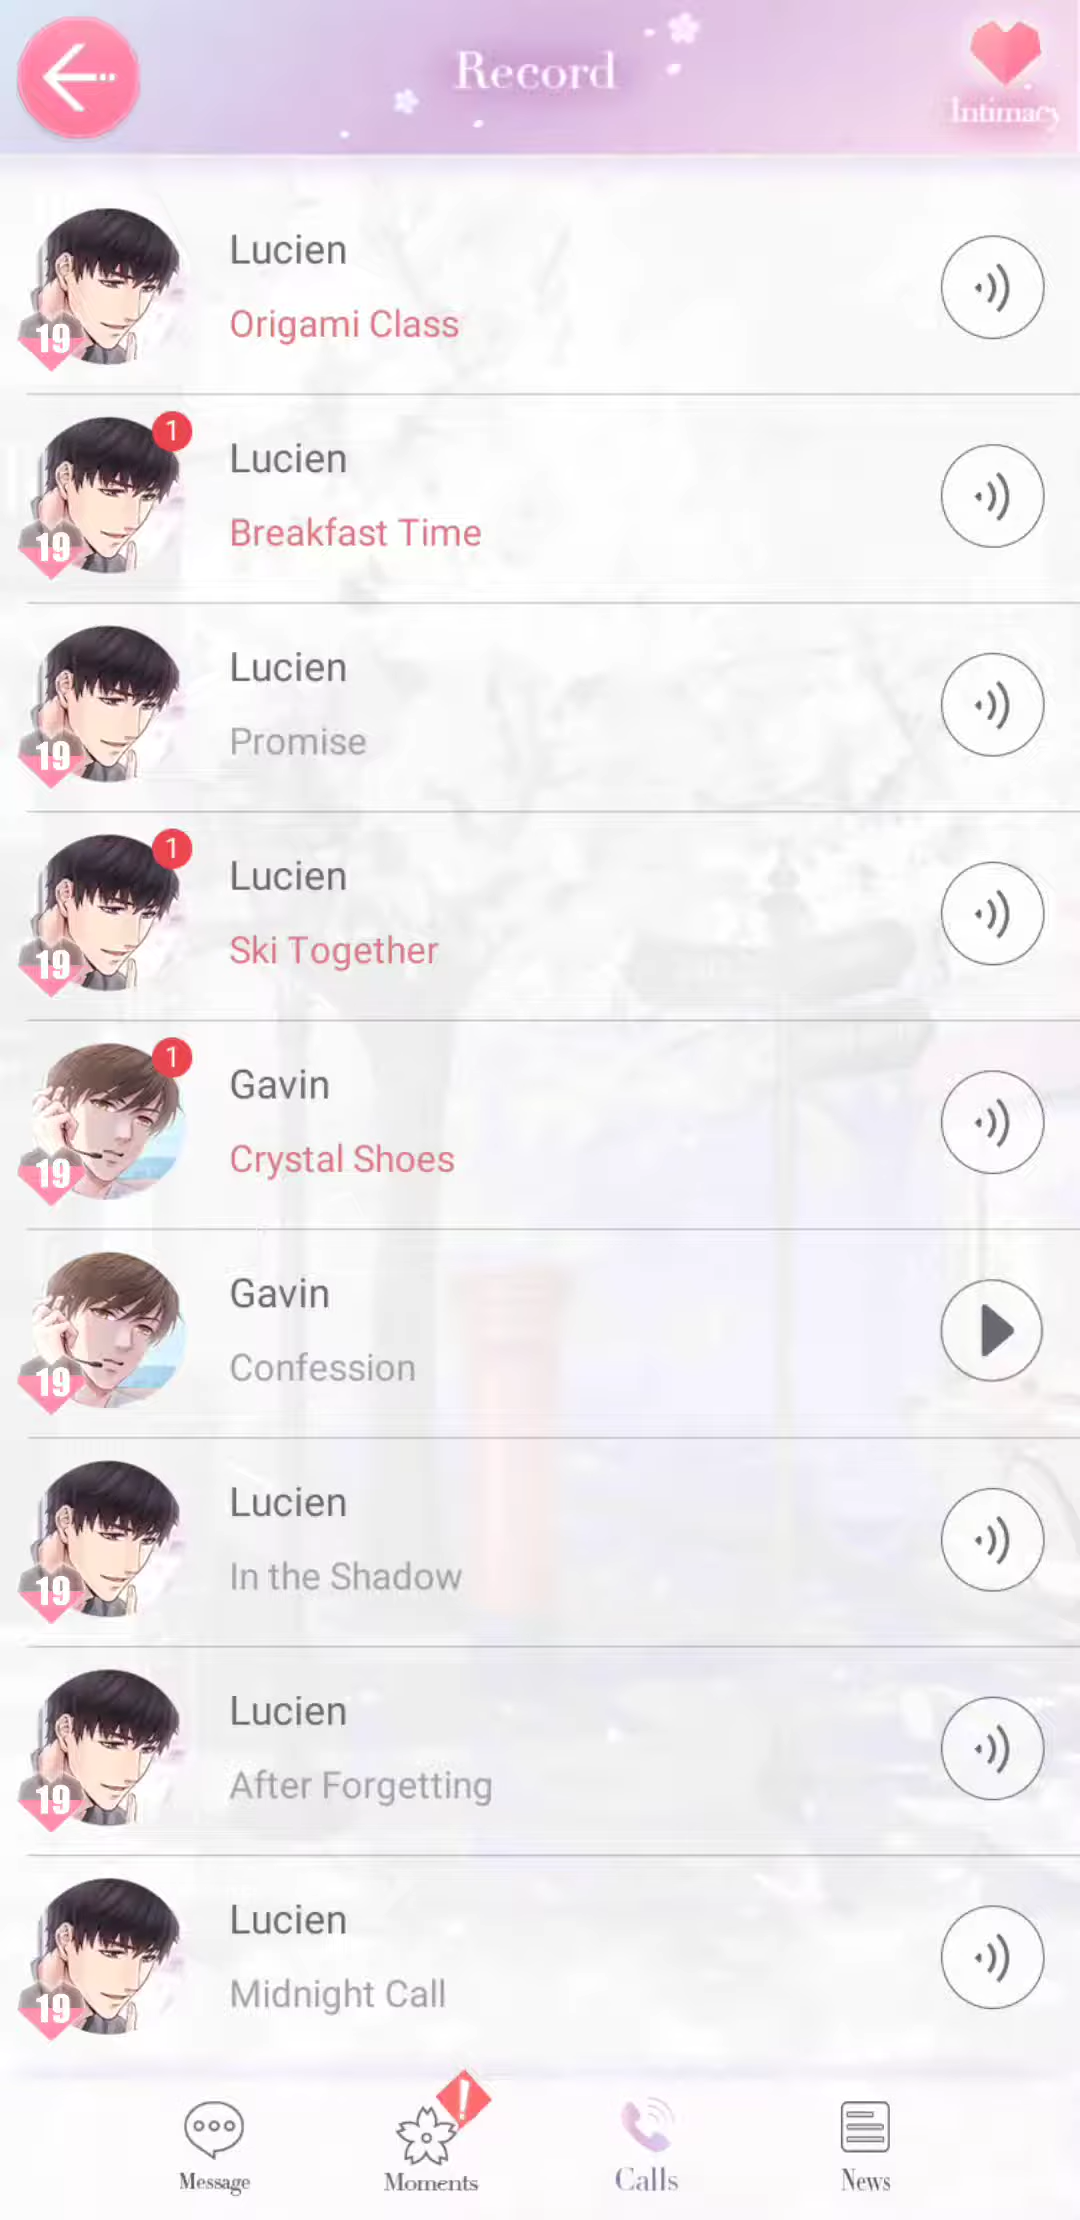 Record
Intimacy
Lucien
Origami Class
19
1
Lucien
Breakfast Time
19
Lucien
Promise
19
1
Lucien
Ski Together
19
1
Gavin
Crystal Shoes
19
Gavin
Confession
19
Lucien
In the Shadow
19
Lucien
After Forgetting
19
Lucien
Midnight Call
19
!
Message
Moments
Calls
News